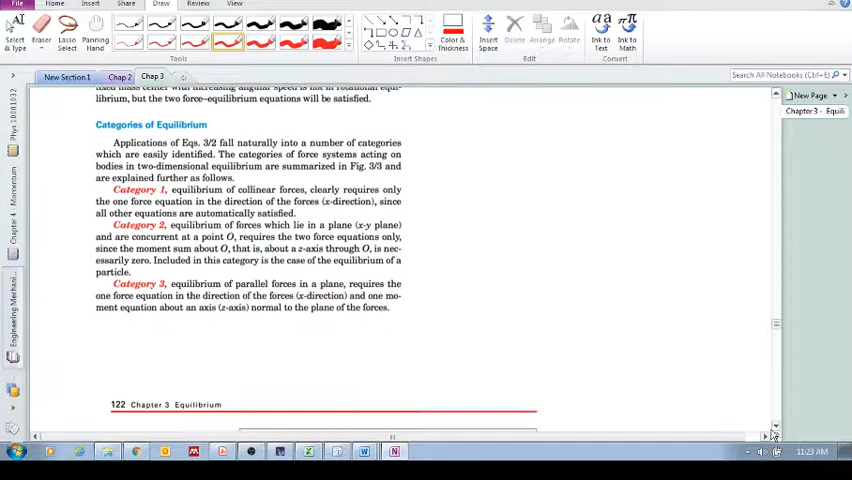 File Home Insert Share Draw Review View
Select & Type
Eraser
Lasso Select
Panning Hand
Color & Thickness
Insert Space
Delete
Arrange
Rotate
Ink to Text
Ink to Math
Tools
Insert Shapes
Edit
Convert
New Section 1 Chap 2 Chap 3
Search All Notebooks (Ctrl+E)
New Page
Chapter 3 - Equili
Phys 10001032
Chapter 4 - Momentum
Engineering Mechani
fixed mass center with increasing angular speed is not in rotational equi-
librium, but the two force–equilibrium equations will be satisfied.
Categories of Equilibrium
Applications of Eqs. 3/2 fall naturally into a number of categories
which are easily identified. The categories of force systems acting on
bodies in two-dimensional equilibrium are summarized in Fig. 3/3 and
are explained further as follows.
Category 1, equilibrium of collinear forces, clearly requires only
the one force equation in the direction of the forces (x-direction), since
all other equations are automatically satisfied.
Category 2, equilibrium of forces which lie in a plane (x-y plane)
and are concurrent at a point O, requires the two force equations only,
since the moment sum about O, that is, about a z-axis through O, is nec-
essarily zero. Included in this category is the case of the equilibrium of a
particle.
Category 3, equilibrium of parallel forces in a plane, requires the
one force equation in the direction of the forces (x-direction) and one mo-
ment equation about an axis (z-axis) normal to the plane of the forces.
122 Chapter 3 Equilibrium
11:23 AM